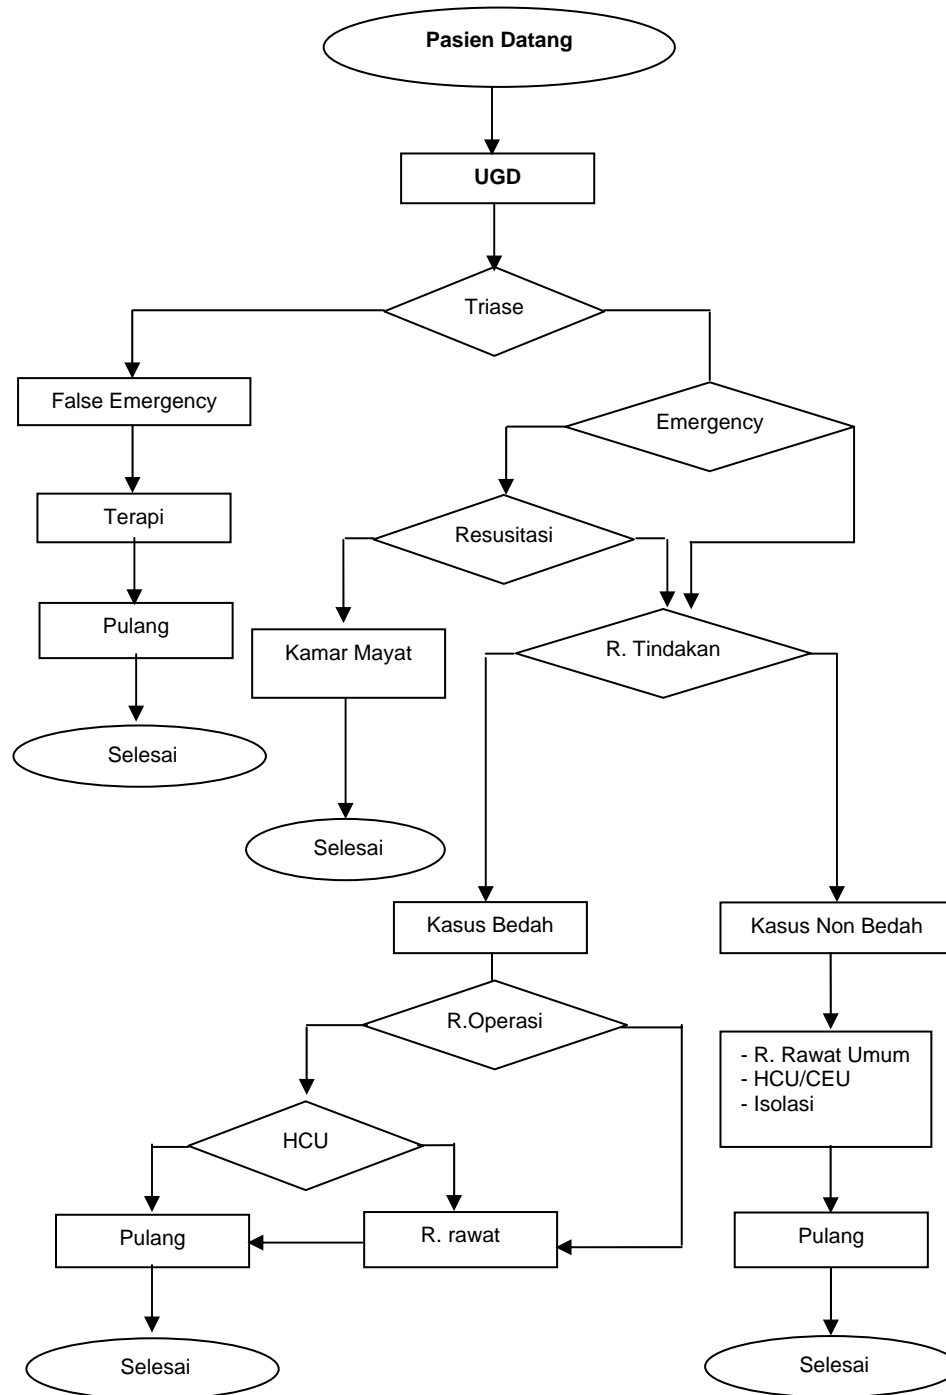 Pasien Datang
UGD
Triase
False Emergency
Emergency
Terapi
Resusitasi
Pulang
Kamar Mayat
R. Tindakan
Selesai
Selesai
Kasus Bedah
Kasus Non Bedah
R.Operasi
- R. Rawat Umum
- HCU/CEU
- Isolasi
HCU
Pulang
R. rawat
Pulang
Selesai
Selesai